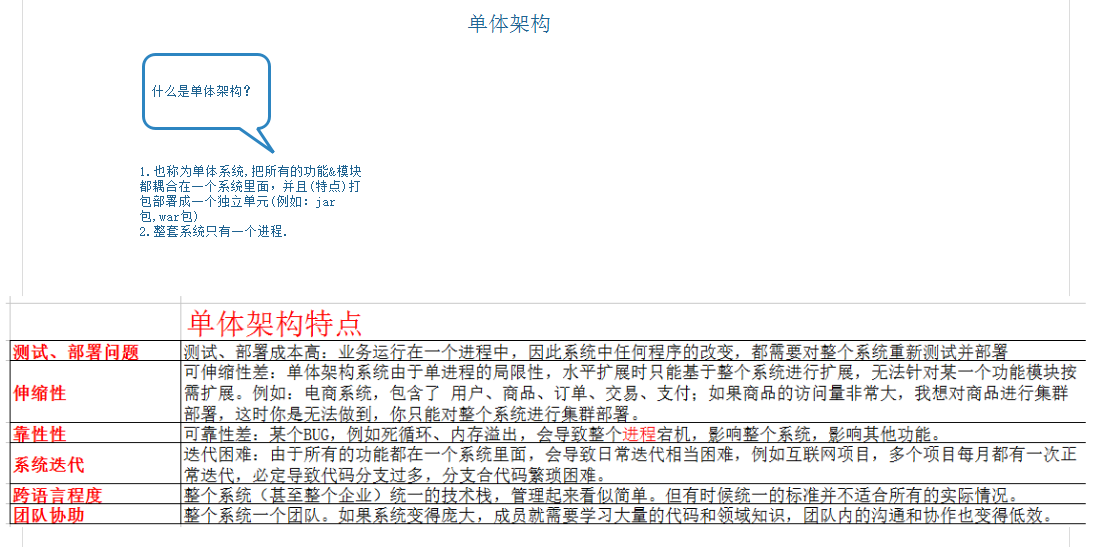 单体架构
什么是单体架构?
1.也称为单体系统,把所有的功能&模块
都耦合在一个系统里面，并且(特点)打
包部署成一个独立单元(例如: jar
包,war包)
2.整套系统只有一个进程.
单体架构特点
测试、部署问题 测试、部署成本高：业务运行在一个进程中，因此系统中任何程序的改变，都需要对整个系统重新测试并部署
伸缩性 可伸缩性差：单体架构系统由于单进程的局限性，水平扩展时只能基于整个系统进行扩展，无法针对某一个功能模块按
需扩展。例如：电商系统，包含了 用户、商品、订单、交易、支付；如果商品的访问量非常大，我想对商品进行集群
部署，这时你是无法做到，你只能对整个系统进行集群部署。
靠性性 可靠性差：某个BUG，例如死循环、内存溢出，会导致整个进程宕机，影响整个系统，影响其他功能。
系统迭代 迭代困难：由于所有的功能都在一个系统里面，会导致日常迭代相当困难，例如互联网项目，多个项目每月都有一次正
常迭代，必定导致代码分支过多，分支合代码繁琐困难。
跨语言程度 整个系统（甚至整个企业）统一的技术栈，管理起来看似简单。但有时候统一的标准并不适合所有的实际情况。
团队协助 整个系统一个团队。如果系统变得庞大，成员就需要学习大量的代码和领域知识，团队内的沟通和协作也变得低效。